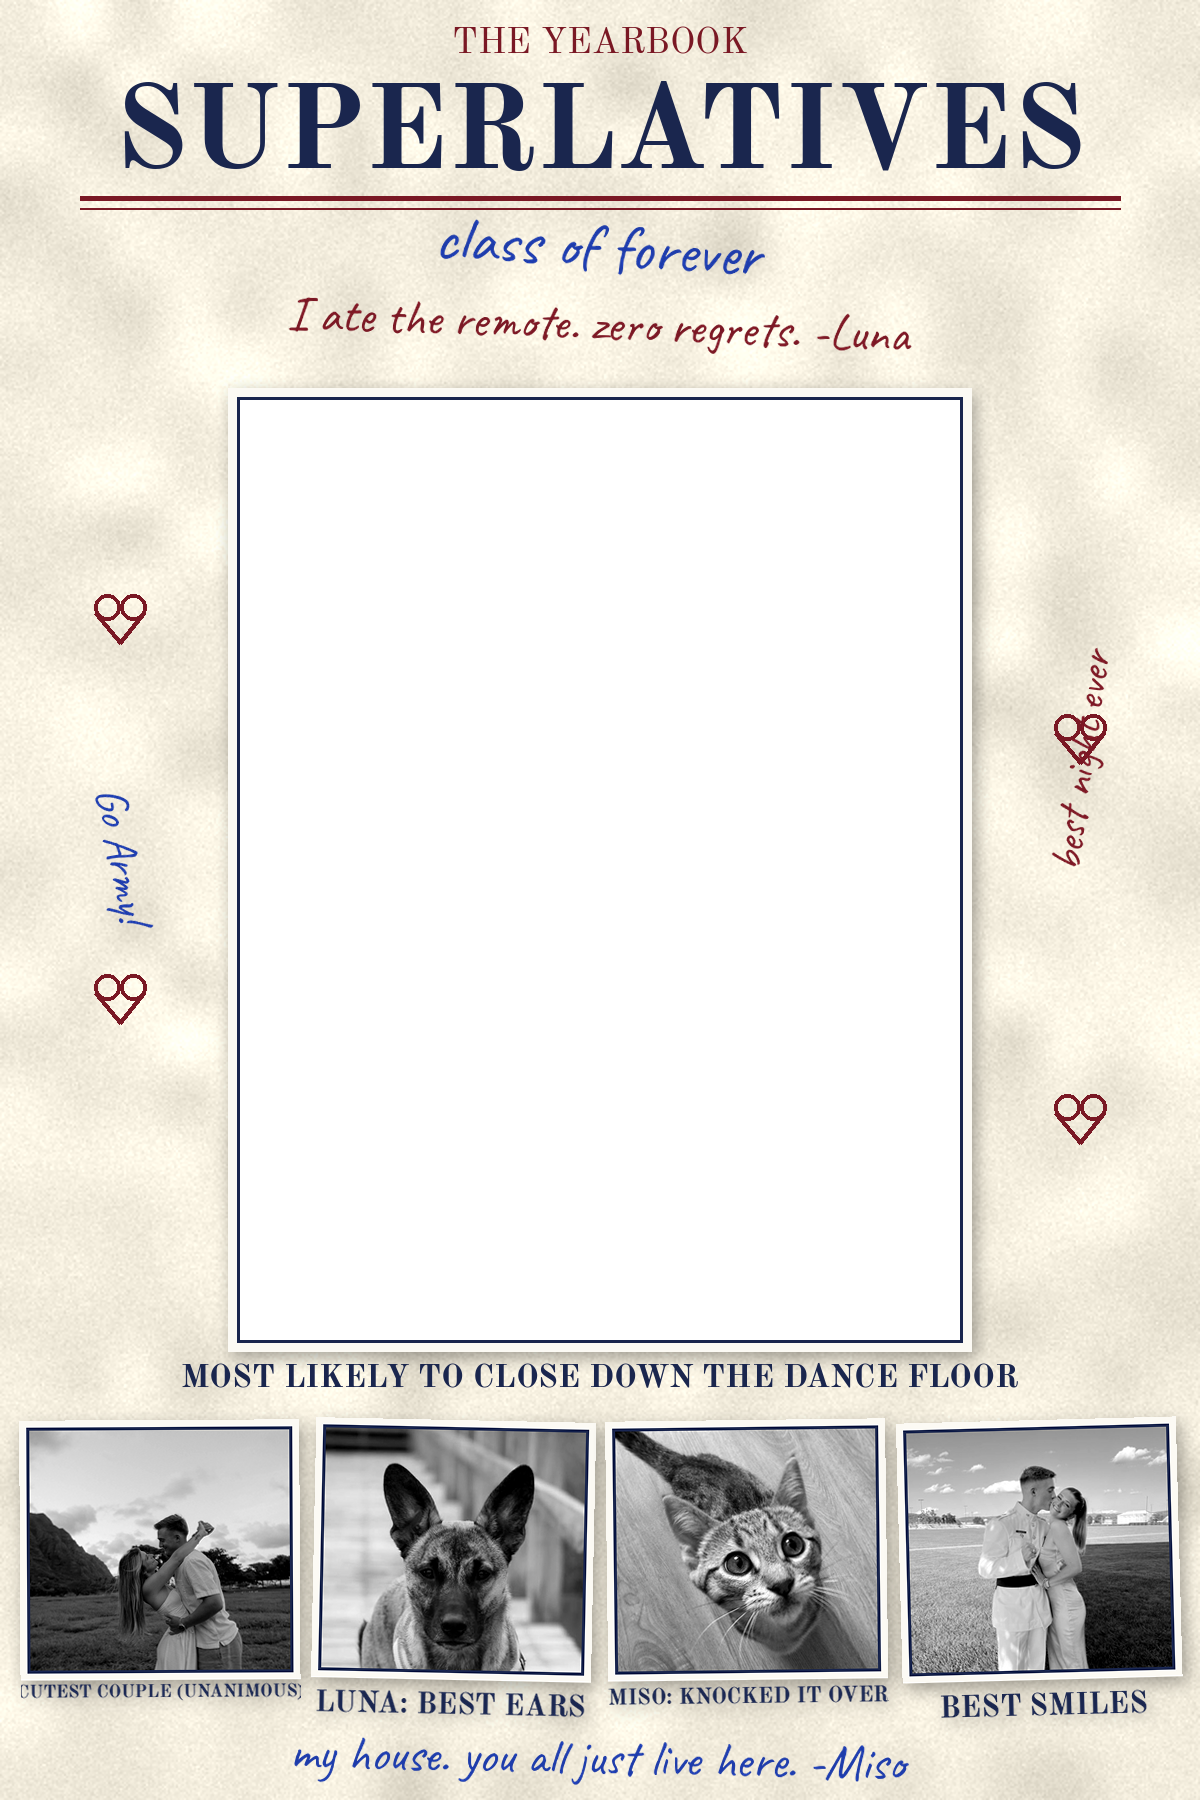 THE YEARBOOK
SUPERLATIVES
class of forever
I ate the remote. zero regrets. -Luna
best night ever
Go Army!
MOST LIKELY TO CLOSE DOWN THE DANCE FLOOR
CUTEST COUPLE (UNANIMOUS)
LUNA: BEST EARS
MISO: KNOCKED IT OVER
BEST SMILES
my house. you all just live here. -Miso